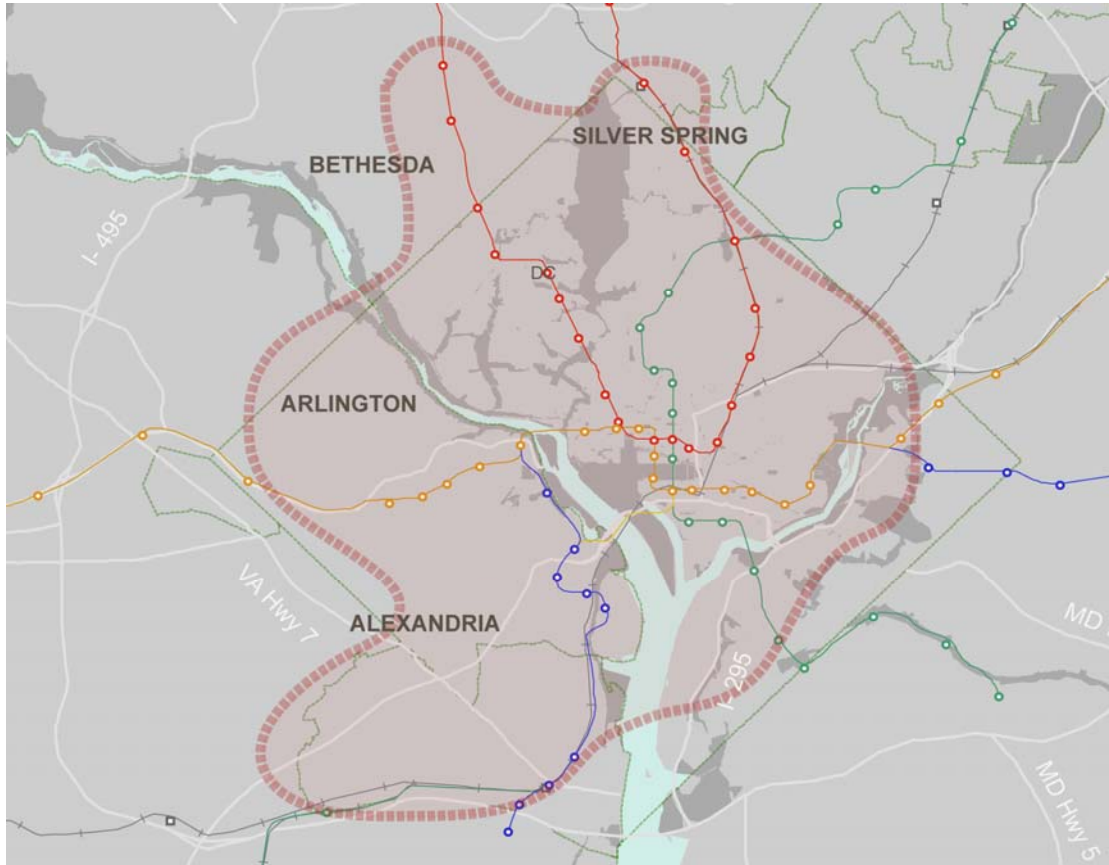 SILVER SPRING
BETHESDA
I- 495
DC
ARLINGTON
VA Hwy 7
ALEXANDRIA
MD
I- 295
MD Hwy 5